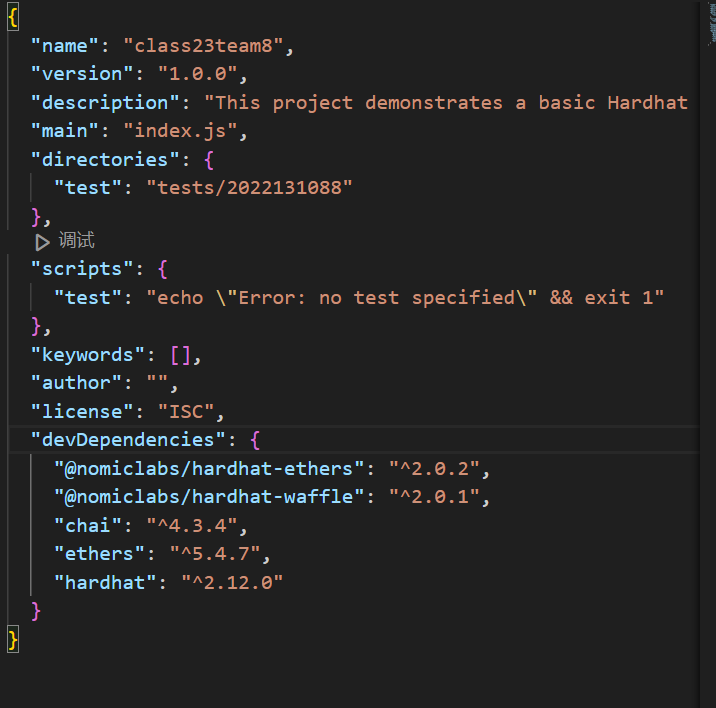 {
"name": "class23team8",
"version": "1.0.0",
"description": "This project demonstrates a basic Hardhat
"main": "index.js",
"directories": {
"test": "tests/2022131088"
},
调试
"scripts": {
"test": "echo \"Error: no test specified\" && exit 1"
},
"keywords": [],
"author": "",
"license": "ISC",
"devDependencies": {
"@nomiclabs/hardhat-ethers": "^2.0.2",
"@nomiclabs/hardhat-waffle": "^2.0.1",
"chai": "^4.3.4",
"ethers": "^5.4.7",
"hardhat": "^2.12.0"
}
}